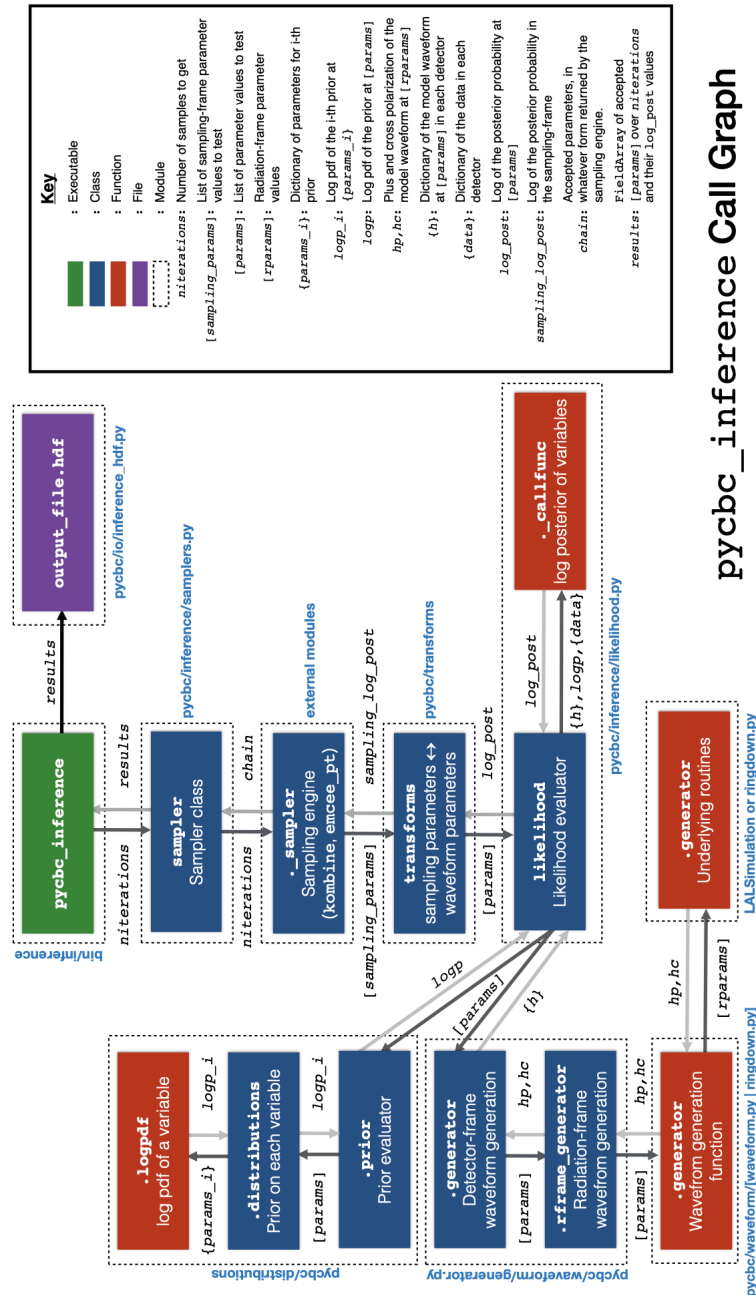 pycbc_inference Call Graph
bin/inference
pycbc_inference
results
output_file.hdf
pycbc/io/inference_hdf.py
niterations
results
sampler
Sampler class
pycbc/inference/samplers.py
niterations
chain
._sampler
Sampling engine
(kombine, emcee_pt)
external modules
[sampling_params]
sampling_log_post
transforms
sampling parameters ↔
waveform parameters
pycbc/transforms
[params]
log_post
likelihood
Likelihood evaluator
log_post
{h},logp,{data}
._callfunc
log posterior of variables
pycbc/inference/likelihood.py
logp
[params]
{h}
.logpdf
log pdf of a variable
{params_i}
logp_i
.distributions
Prior on each variable
[params]
logp_i
.prior
Prior evaluator
pycbc/distributions
.generator
Detector-frame
waveform generation
[params]
hp,hc
.rframe_generator
Radiation-frame
wavefrom generation
pycbc/waveform/generator.py
[params]
hp,hc
.generator
Wavefrom generation
function
pycbc/waveform/[waveform.py | ringdown.py]
hp,hc
[rparams]
.generator
Underlying routines
LALSimulation or ringdown.py
Key
: Executable
: Class
: Function
: File
: Module
niterations: Number of samples to get
[sampling_params]: List of sampling-frame parameter
values to test
[params]: List of parameter values to test
[rparams]: Radiation-frame parameter
values
{params_i}: Dictionary of parameters for i-th
prior
logp_i: Log pdf of the i-th prior at
{params_i}
logp: Log pdf of the prior at [params]
hp,hc: Plus and cross polarization of the
model waveform at [rparams]
{h}: Dictionary of the model waveform
at [params] in each detector
{data}: Dictionary of the data in each
detector
log_post: Log of the posterior probability at
[params]
sampling_log_post: Log of the posterior probability in
the sampling-frame
chain: Accepted parameters, in
whatever form returned by the
sampling engine.
results: FieldArray of accepted
[params] over niterations
and their log_post values